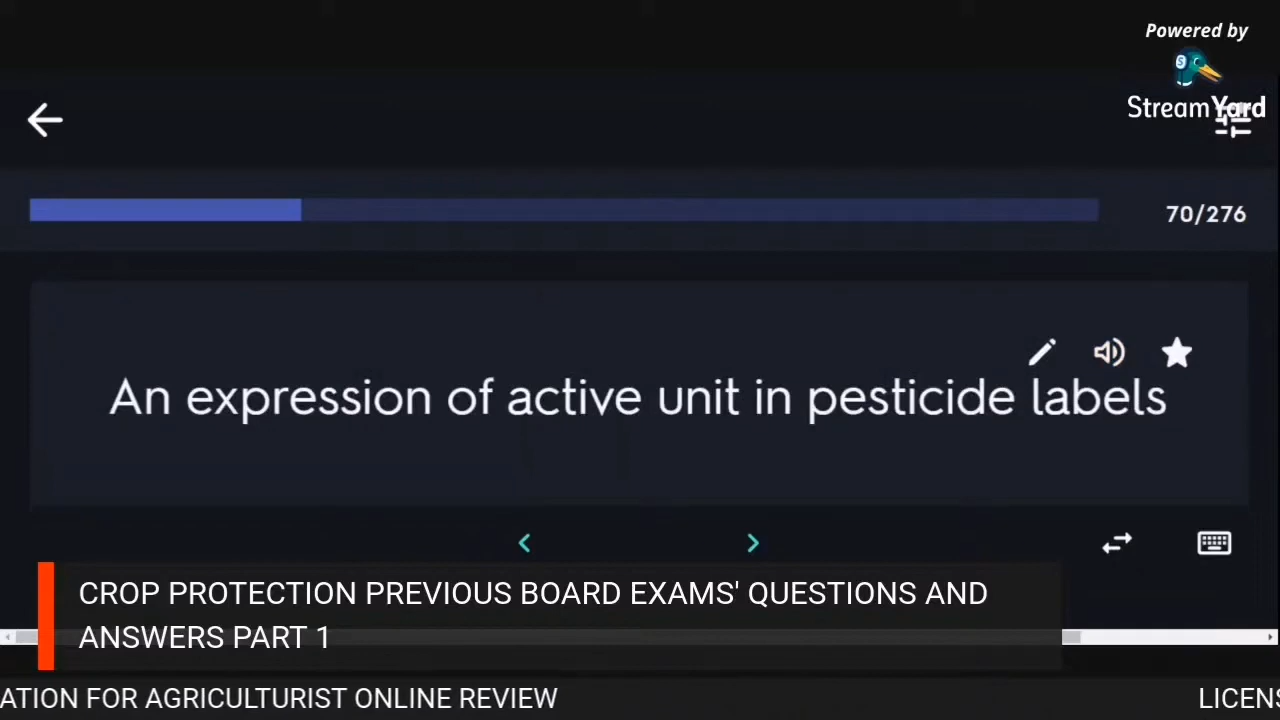 Powered by
StreamYard
70/276
An expression of active unit in pesticide labels
CROP PROTECTION PREVIOUS BOARD EXAMS' QUESTIONS AND
ANSWERS PART 1
ATION FOR AGRICULTURIST ONLINE REVIEW
LICENS